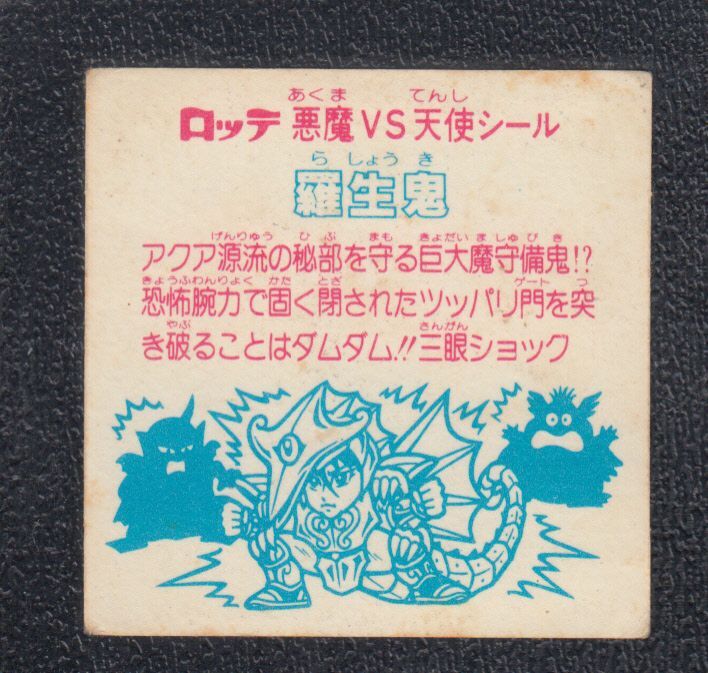 あくま てんし
ロッテ 悪魔VS天使シール
らしょうき
羅生鬼
げんりゅう ひぶ まも きょだい ましゅびき
アクア源流の秘部を守る巨大魔守備鬼!?
きょうふわんりょく かた とざ ゲート つ
恐怖腕力で固く閉されたツッパリ門を突
やぶ さんがん
き破ることはダムダム!!三眼ショック